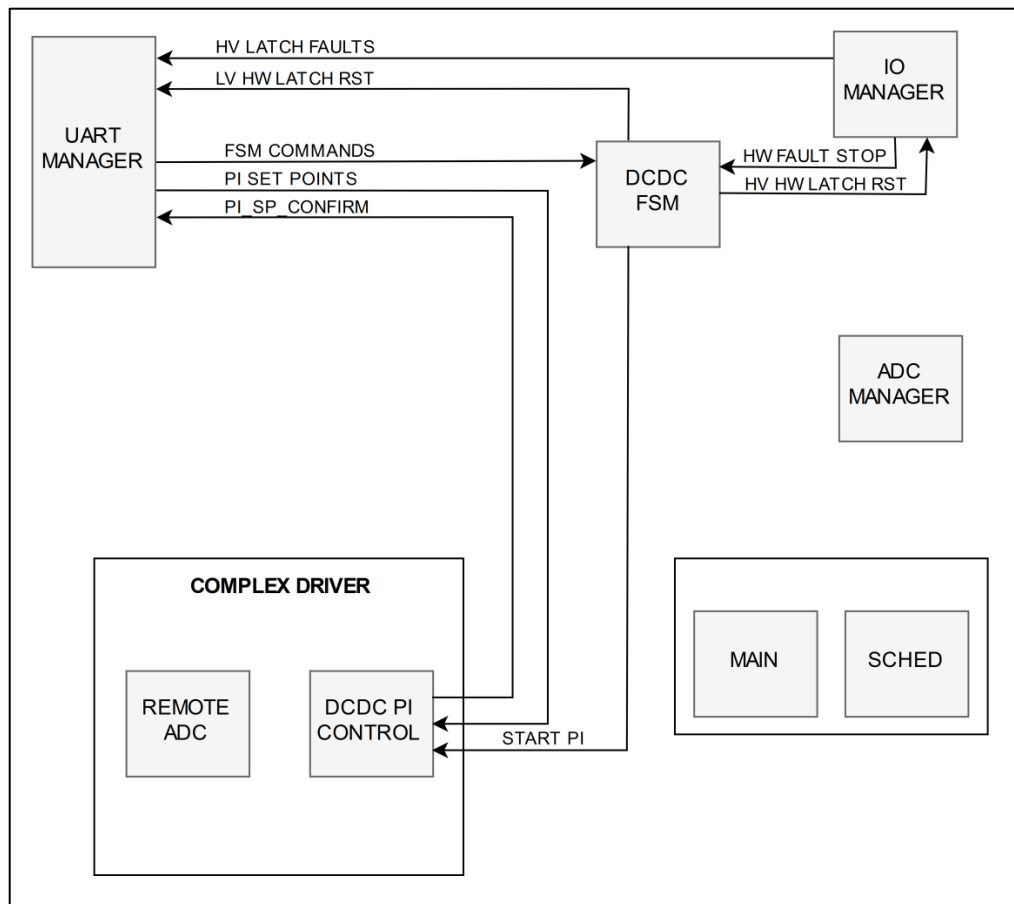 HV LATCH FAULTS
LV HW LATCH RST
IO
MANAGER
UART
MANAGER
FSM COMMANDS
PI SET POINTS
PI_SP_CONFIRM
DCDC
FSM
HW FAULT STOP
HV HW LATCH RST
ADC
MANAGER
COMPLEX DRIVER
REMOTE
ADC
DCDC PI
CONTROL
START PI
MAIN
SCHED